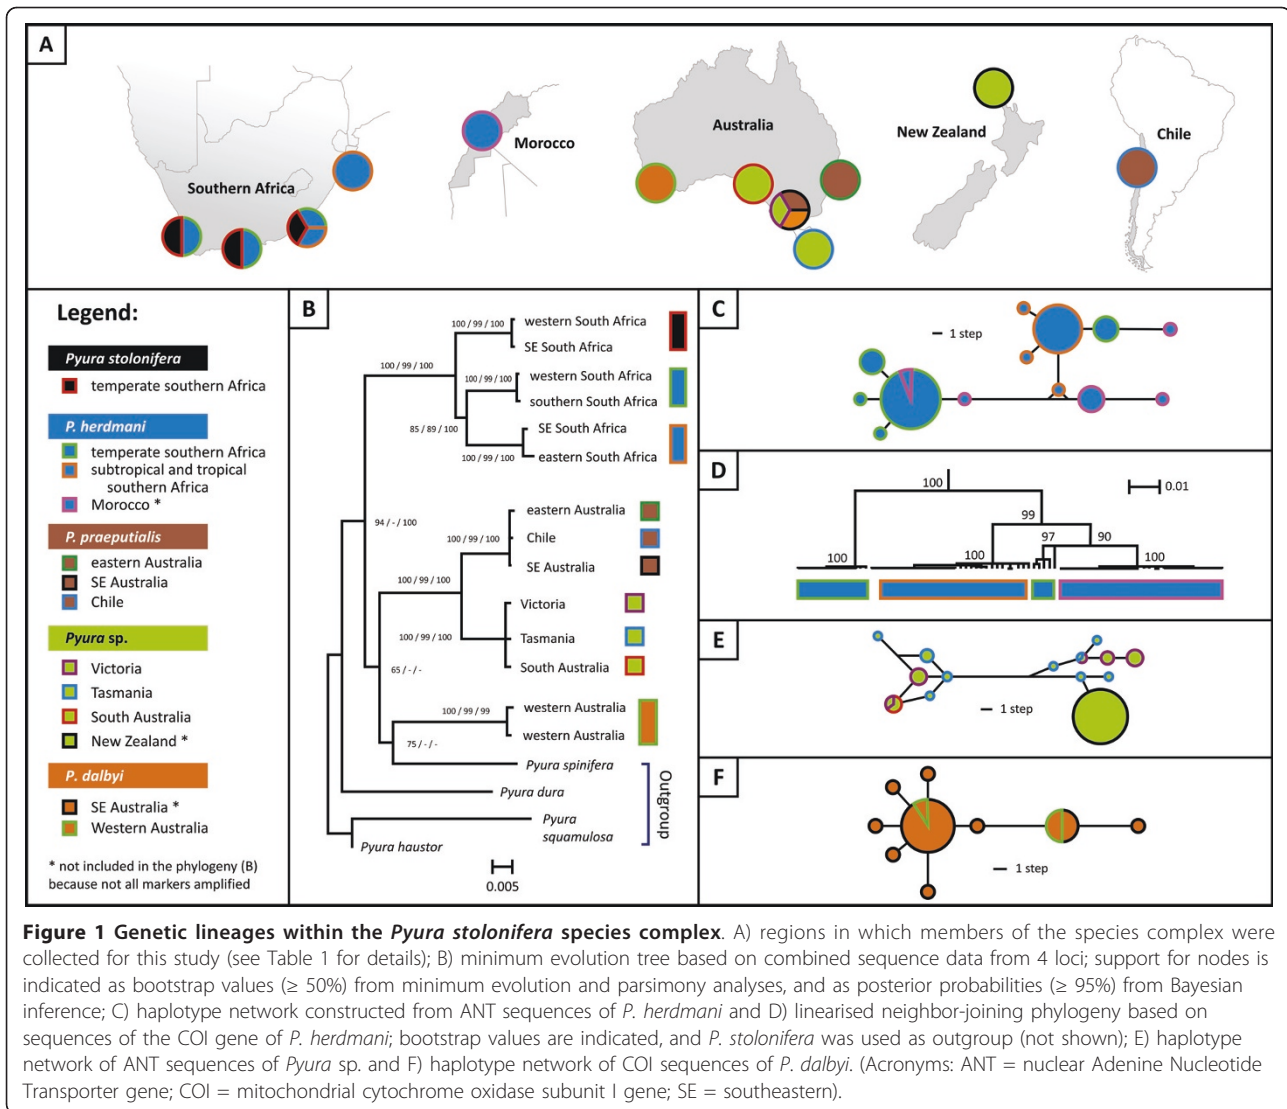 A
Southern Africa
Morocco
Australia
New Zealand
Chile
Legend:
Pyura stolonifera
temperate southern Africa
P. herdmani
temperate southern Africa
subtropical and tropical
southern Africa
Morocco *
P. praeputialis
eastern Australia
SE Australia
Chile
Pyura sp.
Victoria
Tasmania
South Australia
New Zealand *
P. dalbyi
SE Australia *
Western Australia
* not included in the phylogeny (B)
because not all markers amplified
B
100 / 99 / 100
western South Africa
SE South Africa
100 / 99 / 100
100 / 99 / 100
western South Africa
southern South Africa
85 / 89 / 100
SE South Africa
100 / 99 / 100
eastern South Africa
94 / - / 100
eastern Australia
100 / 99 / 100
Chile
SE Australia
100 / 99 / 100
Victoria
100 / 99 / 100
Tasmania
65 / - / -
South Australia
100 / 99 / 99
western Australia
western Australia
75 / - / -
Pyura spinifera
Pyura dura
Pyura
squamulosa
Pyura haustor
Outgroup
0.005
C
1 step
D
100
0.01
99
97
90
100
100
100
E
1 step
F
1 step
Figure 1 Genetic lineages within the Pyura stolonifera species complex. A) regions in which members of the species complex were
collected for this study (see Table 1 for details); B) minimum evolution tree based on combined sequence data from 4 loci; support for nodes is
indicated as bootstrap values (≥ 50%) from minimum evolution and parsimony analyses, and as posterior probabilities (≥ 95%) from Bayesian
inference; C) haplotype network constructed from ANT sequences of P. herdmani and D) linearised neighbor-joining phylogeny based on
sequences of the COI gene of P. herdmani; bootstrap values are indicated, and P. stolonifera was used as outgroup (not shown); E) haplotype
network of ANT sequences of Pyura sp. and F) haplotype network of COI sequences of P. dalbyi. (Acronyms: ANT = nuclear Adenine Nucleotide
Transporter gene; COI = mitochondrial cytochrome oxidase subunit I gene; SE = southeastern).